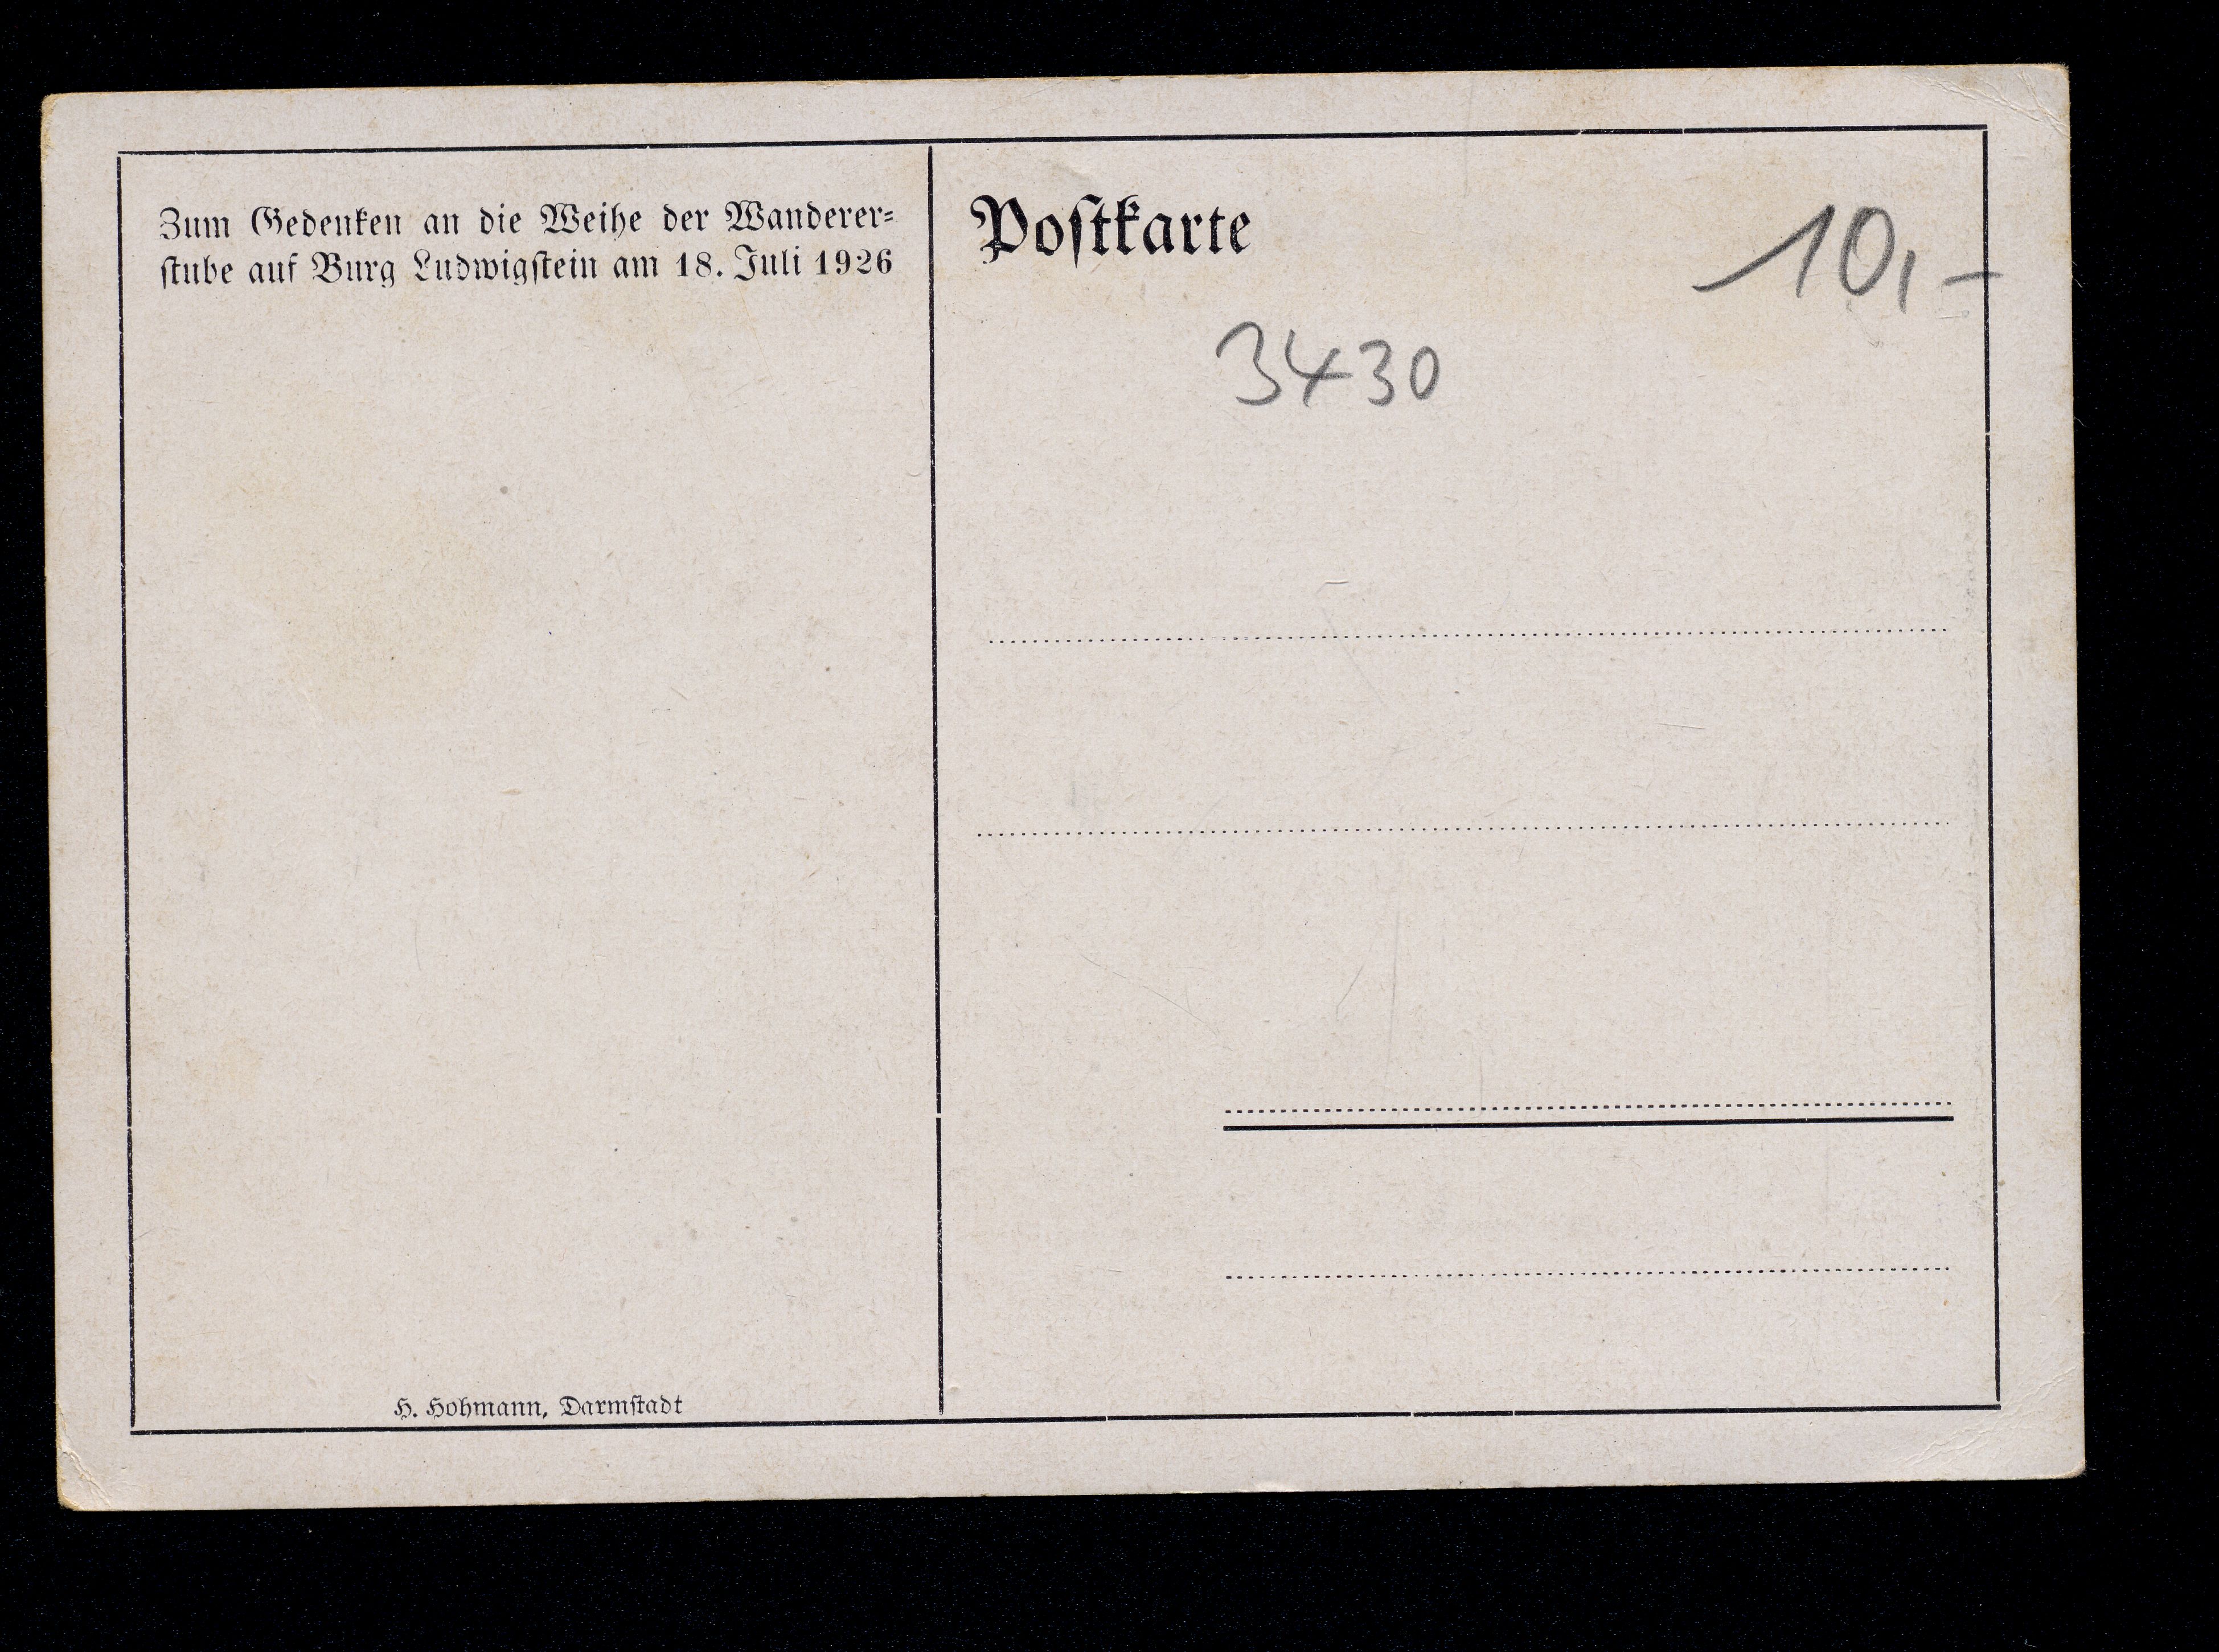 Zum Gedenken an die Weihe der Wanderer-
ſtube auf Burg Ludwigſtein am 18. Juli 1926
H. Hohmann, Darmſtadt
Poſtkarte
10,-
3430